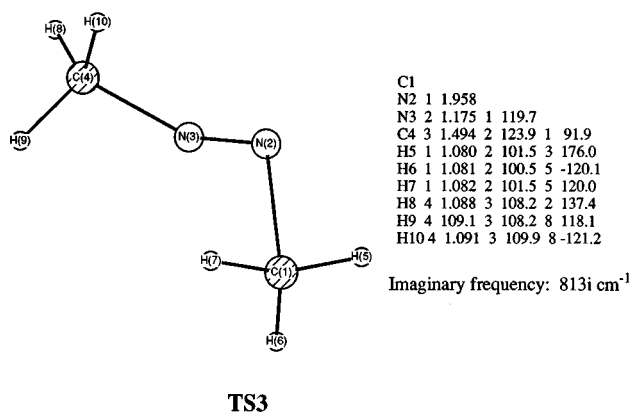 H(8)
H(10)
C(4)
H(9)
N(3)
N(2)
H(7)
C(1)
H(5)
H(6)
C1
N2 1 1.958
N3 2 1.175 1 119.7
C4 3 1.494 2 123.9 1 91.9
H5 1 1.080 2 101.5 3 176.0
H6 1 1.081 2 100.5 5 -120.1
H7 1 1.082 2 101.5 5 120.0
H8 4 1.088 3 108.2 2 137.4
H9 4 109.1 3 108.2 8 118.1
H10 4 1.091 3 109.9 8 -121.2
Imaginary frequency: 813i cm⁻¹
TS3